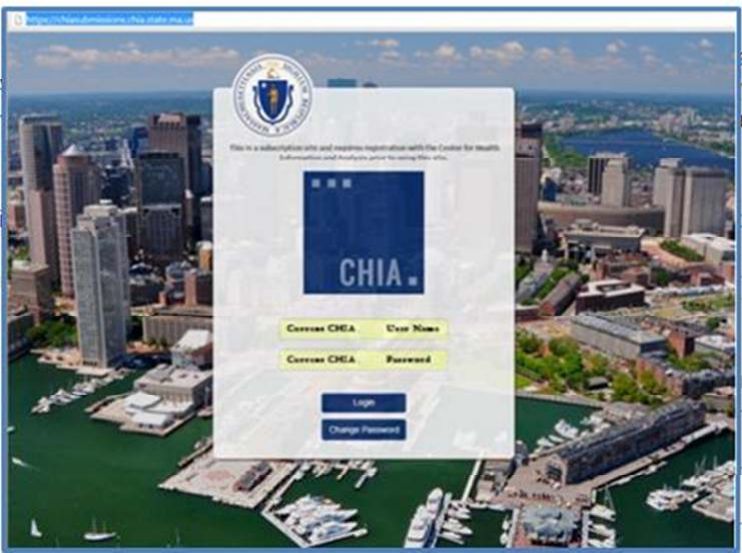 https://chiasubmissions.chia.state.ma.us
This is a subscription site and requires registration with the Center for Health
Information and Analysis prior to using this site.
CHIA
Current CHIA User Name
Current CHIA Password
Login
Change Password